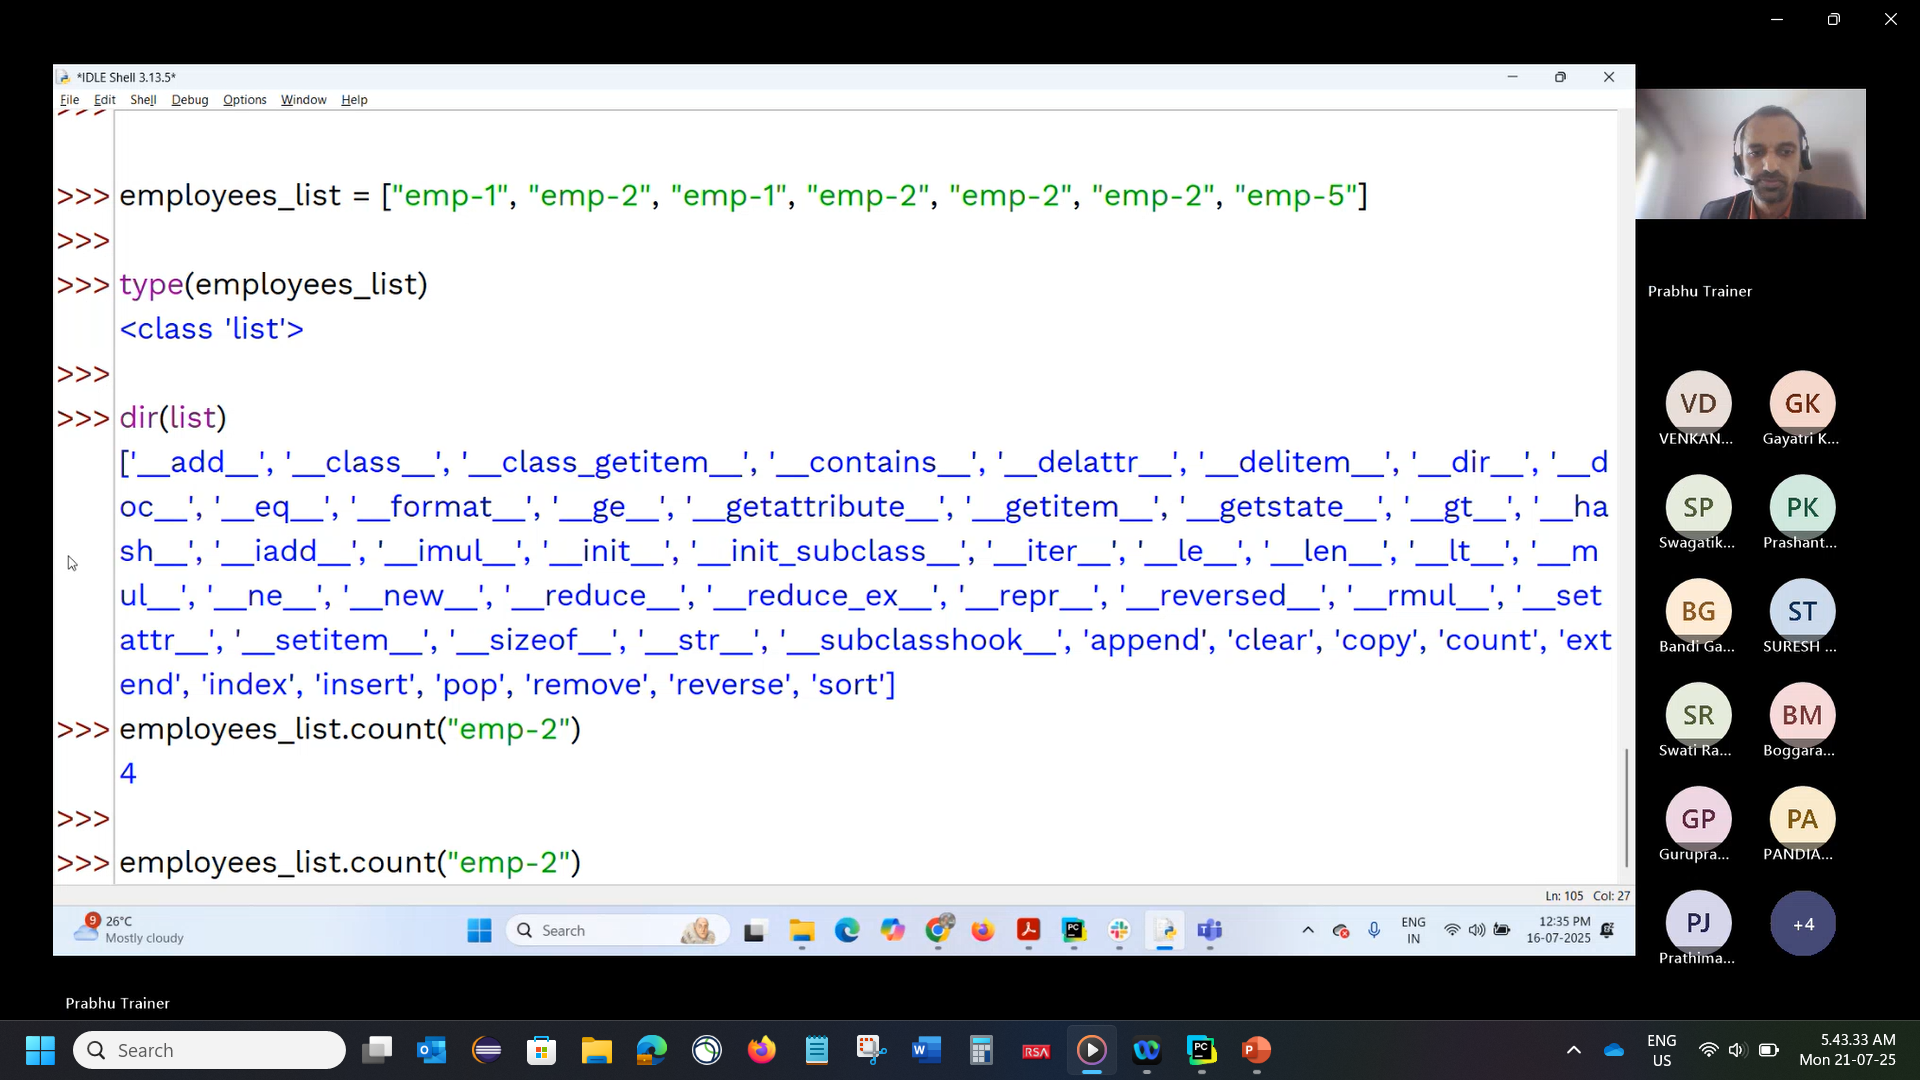 *IDLE Shell 3.13.5*
File Edit Shell Debug Options Window Help
>>>
>>> employees_list = ["emp-1", "emp-2", "emp-1", "emp-2", "emp-2", "emp-2", "emp-5"]
>>>
>>> type(employees_list)
<class 'list'>
>>>
>>> dir(list)
['__add__', '__class__', '__class_getitem__', '__contains__', '__delattr__', '__delitem__', '__dir__', '__d
oc__', '__eq__', '__format__', '__ge__', '__getattribute__', '__getitem__', '__getstate__', '__gt__', '__ha
sh__', '__iadd__', '__imul__', '__init__', '__init_subclass__', '__iter__', '__le__', '__len__', '__lt__', '__m
ul__', '__ne__', '__new__', '__reduce__', '__reduce_ex__', '__repr__', '__reversed__', '__rmul__', '__set
attr__', '__setitem__', '__sizeof__', '__str__', '__subclasshook__', 'append', 'clear', 'copy', 'count', 'ext
end', 'index', 'insert', 'pop', 'remove', 'reverse', 'sort']
>>> employees_list.count("emp-2")
4
>>>
>>> employees_list.count("emp-2")
Ln: 105 Col: 27
9
26°C
Mostly cloudy
Search
PC
ENG
IN
12:35 PM
16-07-2025
Prabhu Trainer
VD
VENKAN...
GK
Gayatri K...
SP
Swagatik...
PK
Prashant...
BG
Bandi Ga...
ST
SURESH ...
SR
Swati Ra...
BM
Boggara...
GP
Gurupra...
PA
PANDIA...
PJ
Prathima...
+4
Prabhu Trainer
Search
RSA
PC
ENG
US
5.43.33 AM
Mon 21-07-25